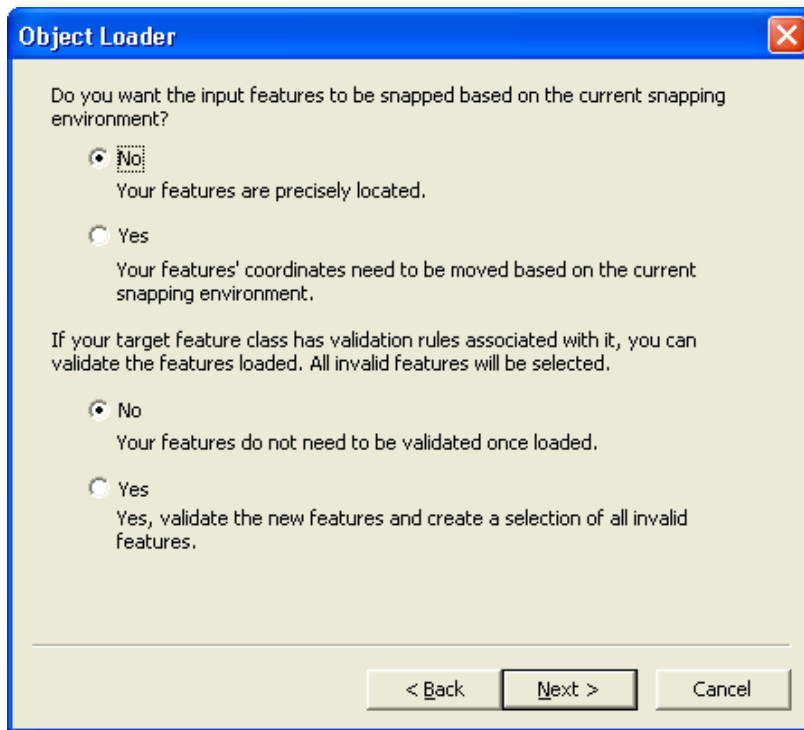 Object Loader
Do you want the input features to be snapped based on the current snapping
environment?
No
Your features are precisely located.
Yes
Your features' coordinates need to be moved based on the current
snapping environment.
If your target feature class has validation rules associated with it, you can
validate the features loaded. All invalid features will be selected.
No
Your features do not need to be validated once loaded.
Yes
Yes, validate the new features and create a selection of all invalid
features.
< Back Next > Cancel